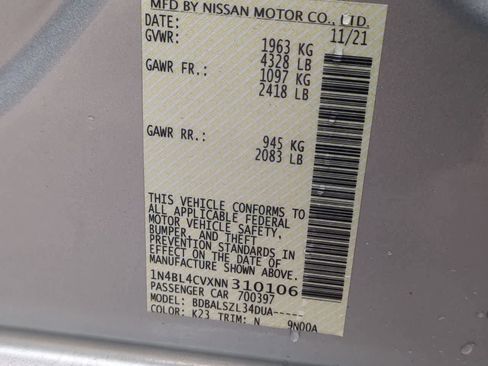 MFD BY NISSAN MOTOR CO., LTD.
DATE: 11/21
GVWR: 1963 KG
4328 LB
GAWR FR.: 1097 KG
2418 LB
GAWR RR.: 945 KG
2083 LB
THIS VEHICLE CONFORMS TO
ALL APPLICABLE FEDERAL
MOTOR VEHICLE SAFETY,
BUMPER, AND THEFT
PREVENTION STANDARDS IN
EFFECT ON THE DATE OF
MANUFACTURE SHOWN ABOVE.
1N4BL4CVXNN310106
PASSENGER CAR 700397
MODEL: BDBALSZL34DUA-----
COLOR: K23 TRIM: N 9N00A